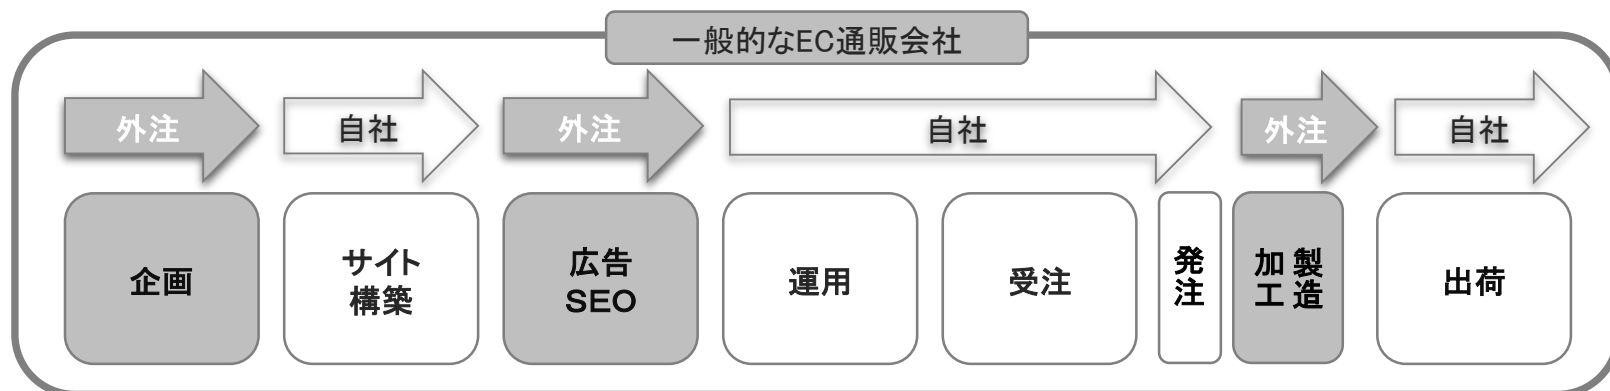 一般的なEC通販会社
外注
自社
外注
自社
外注
自社
企画
サイト
構築
広告
SEO
運用
受注
発注
製造
加工
出荷